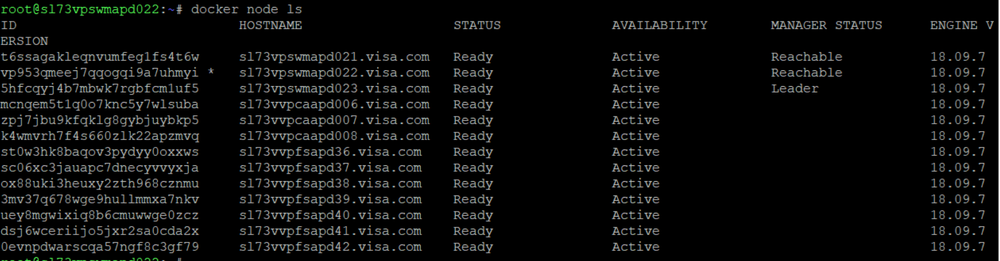 root@sl73vpswmapd022:~# docker node ls
ID HOSTNAME STATUS AVAILABILITY MANAGER STATUS ENGINE V
ERSION
t6ssagakleqnvumfeg1fs4t6w sl73vpswmapd021.visa.com Ready Active Reachable 18.09.7
vp953qmeej7qqogqi9a7uhmyi * sl73vpswmapd022.visa.com Ready Active Reachable 18.09.7
5hfcqyj4b7mbwk7rgbfcm1uf5 sl73vpswmapd023.visa.com Ready Active Leader 18.09.7
mcnqem5t1q0o7knc5y7wlsuba sl73vvpcaapd006.visa.com Ready Active 18.09.7
zpj7jbu9kfqklg8gybjuybkp5 sl73vvpcaapd007.visa.com Ready Active 18.09.7
k4wmvrh7f4s660zlk22apzmvq sl73vvpcaapd008.visa.com Ready Active 18.09.7
st0w3hk8baqov3pydyy0oxxws sl73vvpfsapd36.visa.com Ready Active 18.09.7
sc06xc3jauapc7dnecyvvyxja sl73vvpfsapd37.visa.com Ready Active 18.09.7
ox88uki3heuxy2zth968cznmu sl73vvpfsapd38.visa.com Ready Active 18.09.7
3mv37q678wge9hullmmxa7nkv sl73vvpfsapd39.visa.com Ready Active 18.09.7
uey8mgwixiq8b6cmuwwge0zcz sl73vvpfsapd40.visa.com Ready Active 18.09.7
dsj6wceriijo5jxr2sa0cda2x sl73vvpfsapd41.visa.com Ready Active 18.09.7
0evnpdwarscqa57ngf8c3gf79 sl73vvpfsapd42.visa.com Ready Active 18.09.7